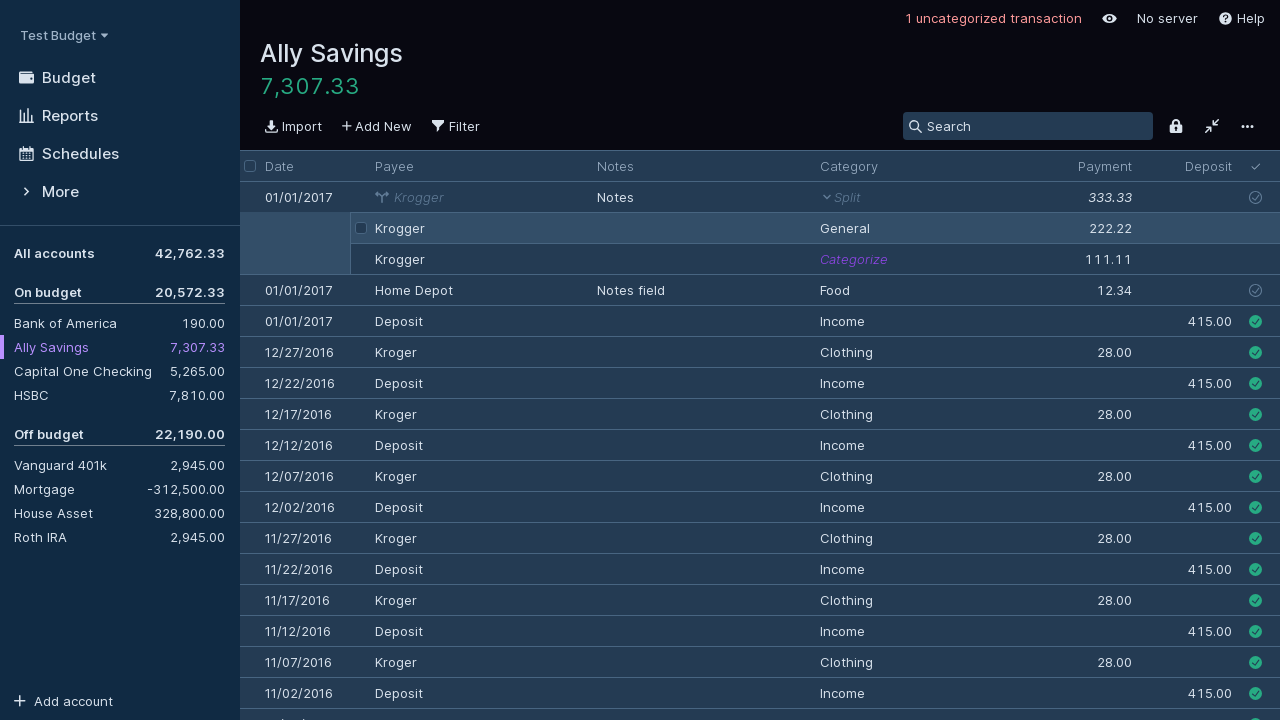 Test Budget
Budget
Reports
Schedules
More
All accounts 42,762.33
On budget 20,572.33
Bank of America 190.00
Ally Savings 7,307.33
Capital One Checking 5,265.00
HSBC 7,810.00
Off budget 22,190.00
Vanguard 401k 2,945.00
Mortgage -312,500.00
House Asset 328,800.00
Roth IRA 2,945.00
Add account
1 uncategorized transaction No server Help
Ally Savings
7,307.33
Import Add New Filter Search
Date Payee Notes Category Payment Deposit
01/01/2017 Krogger Notes Split 333.33
Krogger General 222.22
Krogger Categorize 111.11
01/01/2017 Home Depot Notes field Food 12.34
01/01/2017 Deposit Income 415.00
12/27/2016 Kroger Clothing 28.00
12/22/2016 Deposit Income 415.00
12/17/2016 Kroger Clothing 28.00
12/12/2016 Deposit Income 415.00
12/07/2016 Kroger Clothing 28.00
12/02/2016 Deposit Income 415.00
11/27/2016 Kroger Clothing 28.00
11/22/2016 Deposit Income 415.00
11/17/2016 Kroger Clothing 28.00
11/12/2016 Deposit Income 415.00
11/07/2016 Kroger Clothing 28.00
11/02/2016 Deposit Income 415.00